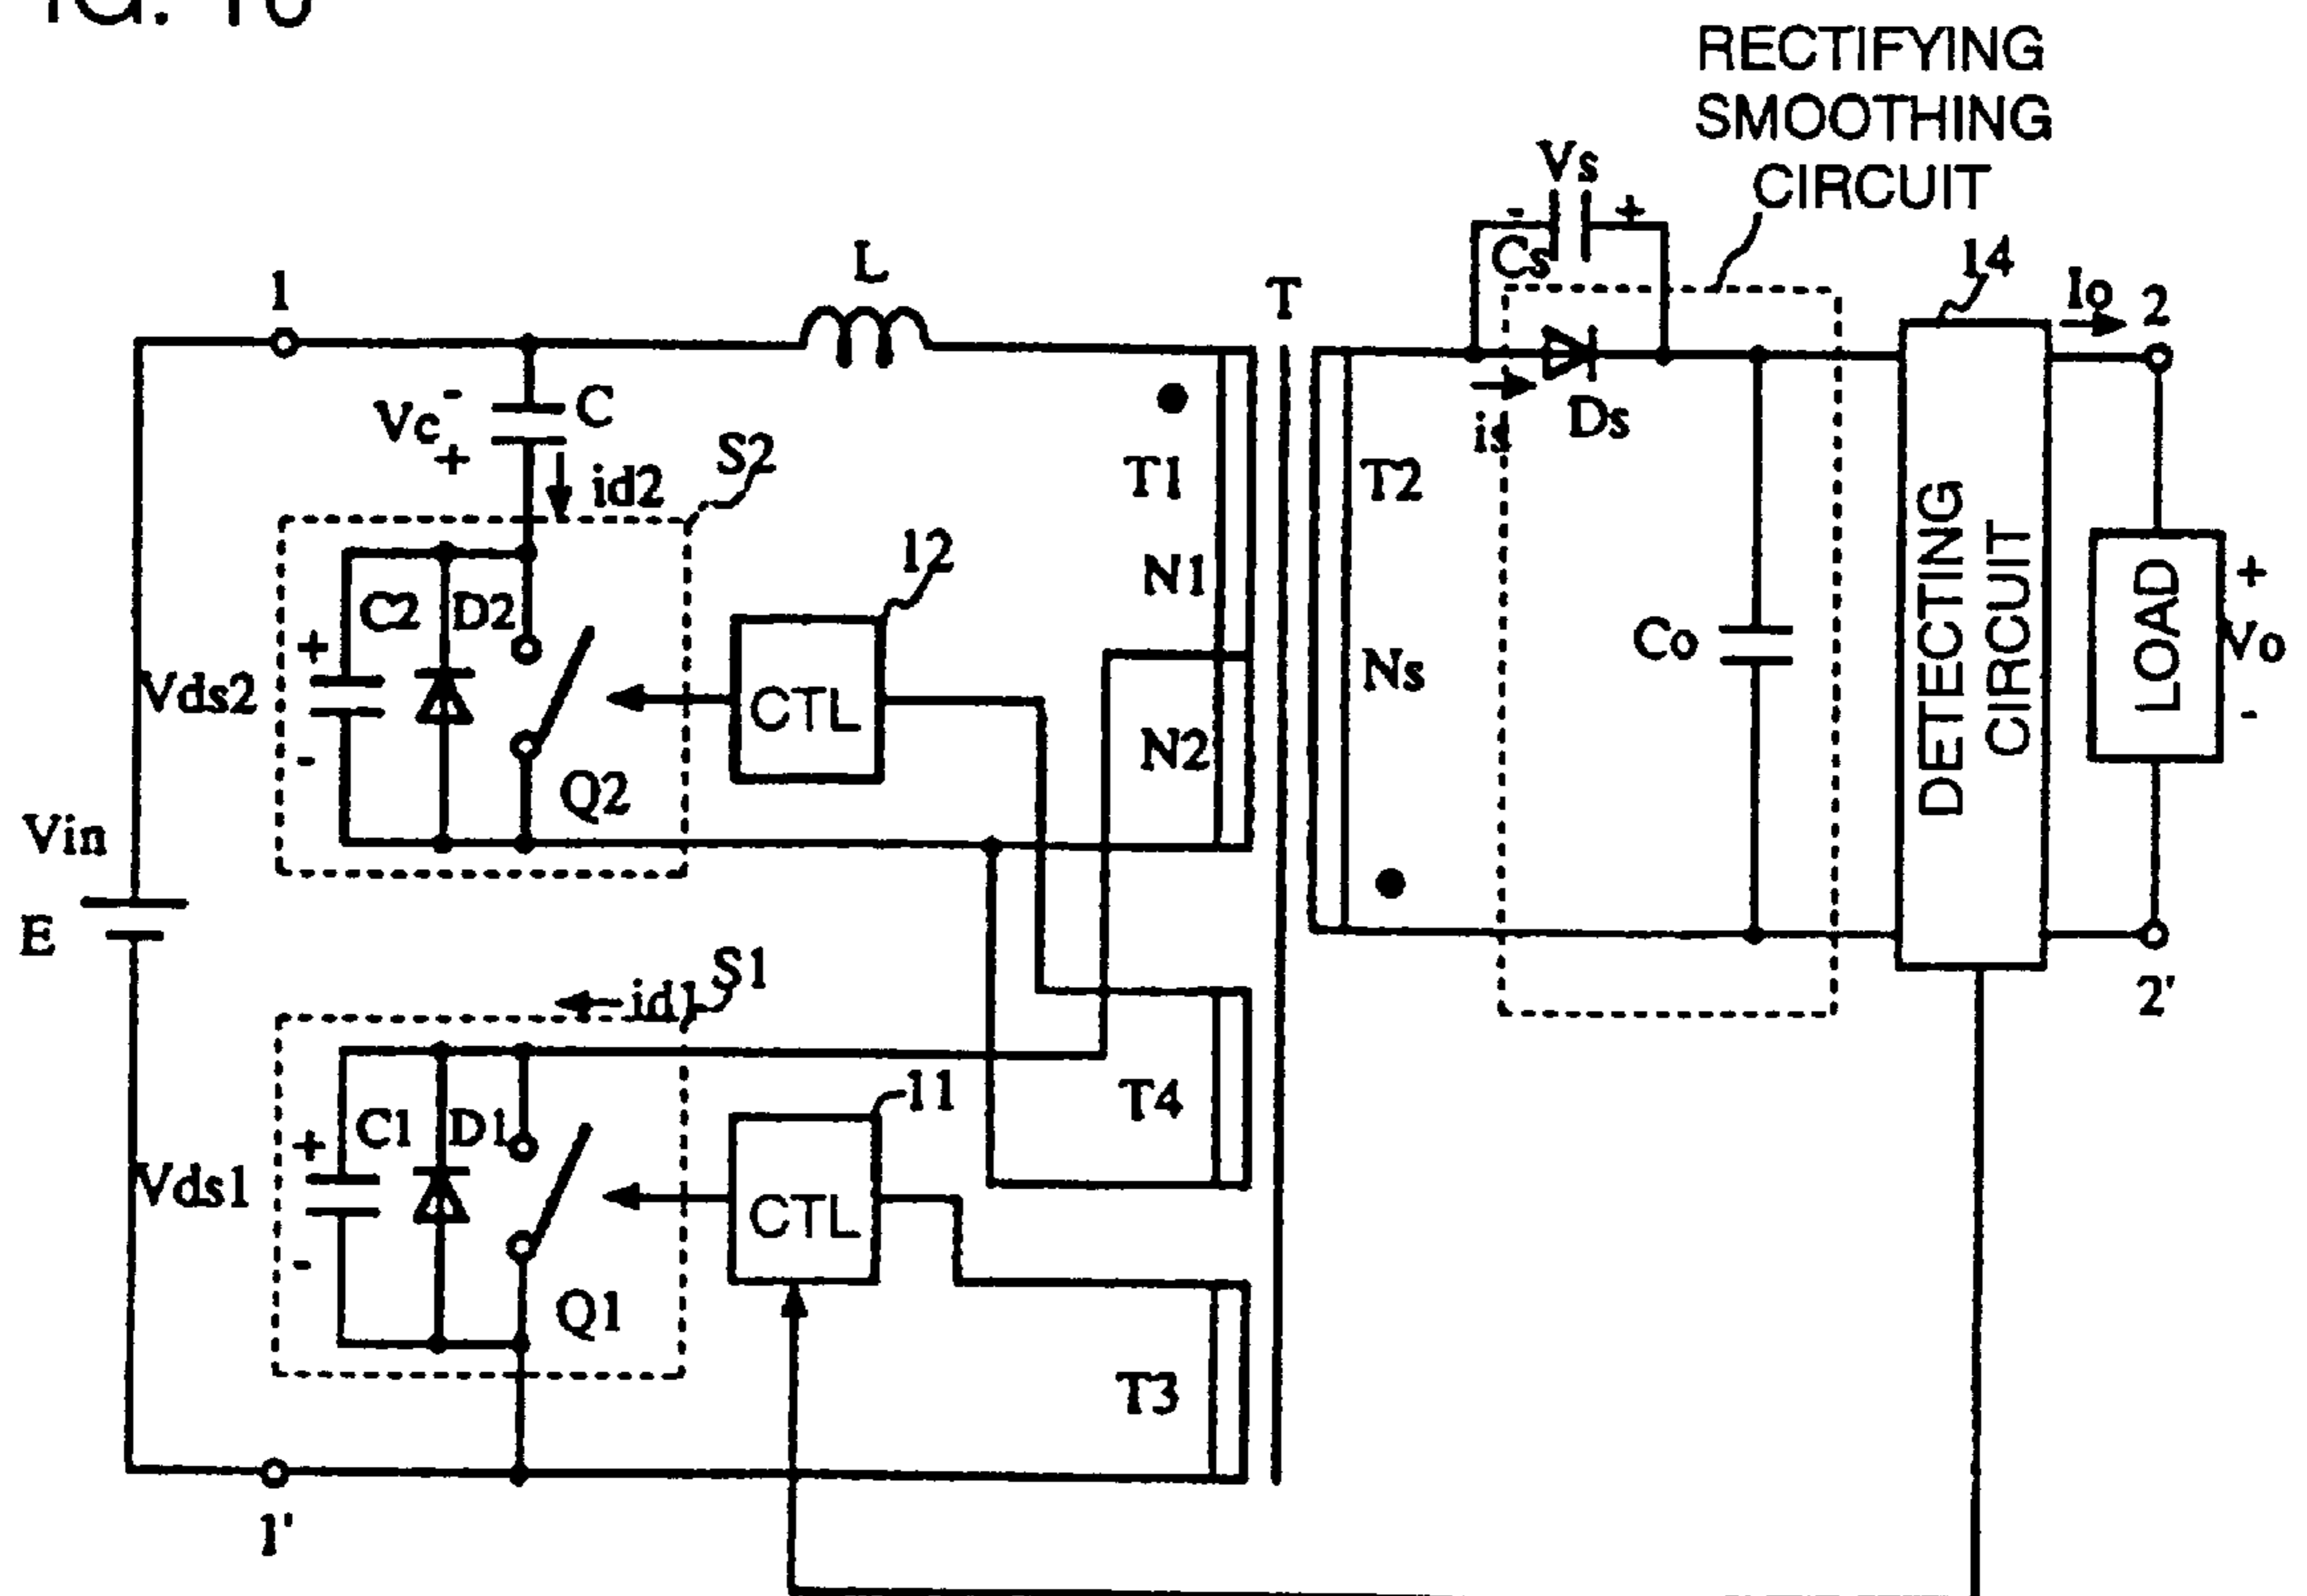 RECTIFYING
SMOOTHING
CIRCUIT
Vs
- +
Cs
L
1
T
14
Io
2
- C
Vc
+
id2
S2
T1
T2
is
Ds
12
N1
C2 D2
+
Vds2
-
CTL
Q2
N2
Ns
Co
DETECTING
CIRCUIT
LOAD
+
Vo
-
Vin
E
id1
S1
2'
11
T4
C1 D1
+
Vds1
-
CTL
Q1
T3
1'